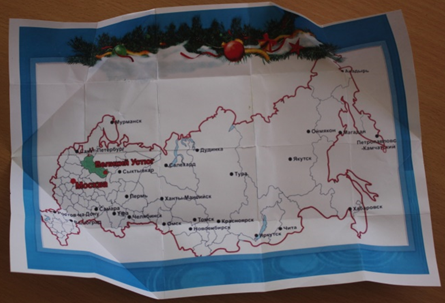 Анадырь
Мурманск
Петербург
Великий Устюг
Москва
Сыктывкар
Салехард
Дудинка
Тура
Якутск
Оймякон
Магадан
Петропавловск
-Камчатский
Пермь
Ханты-Мансийск
Самара
Уфа
Челябинск
Омск
Томск
Новосибирск
Красноярск
Иркутск
Чита
Хабаровск